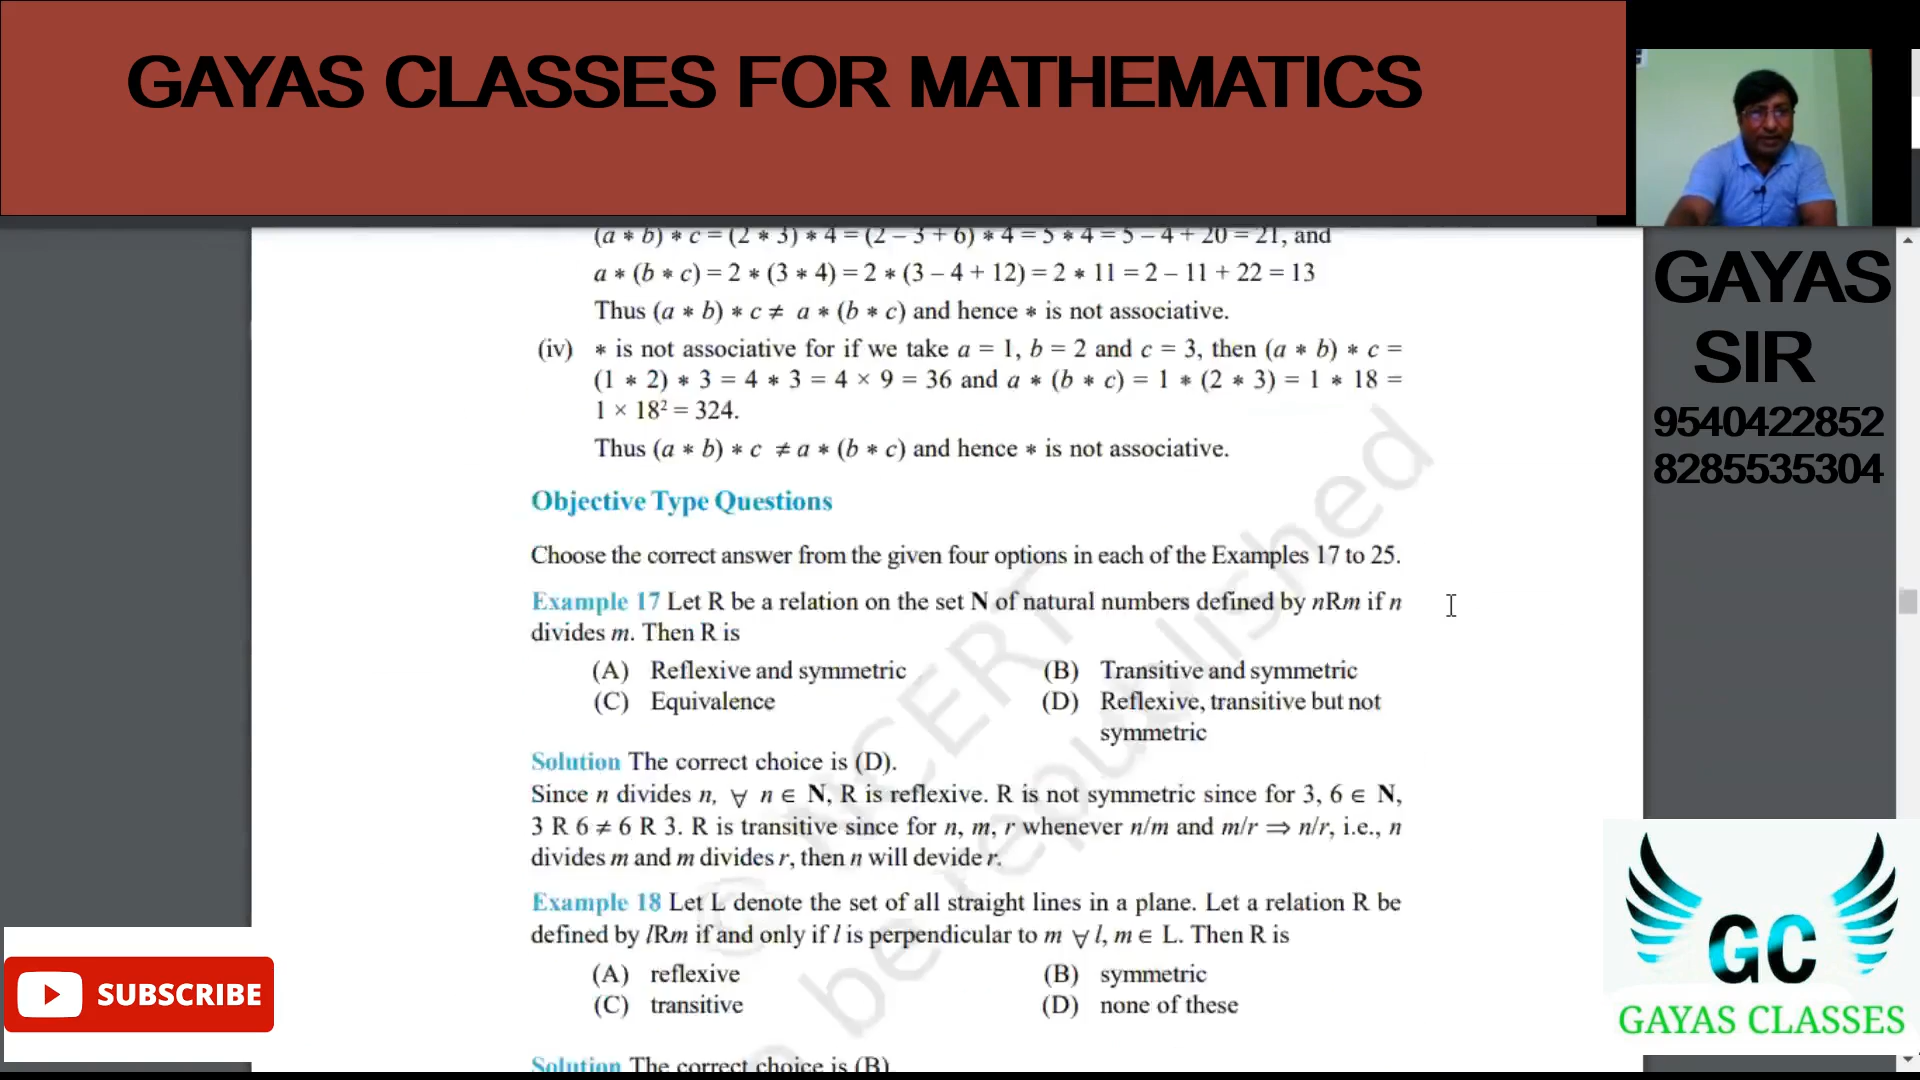 GAYAS CLASSES FOR MATHEMATICS
GAYAS
SIR
9540422852
8285535304
(a * b) * c = (2 * 3) * 4 = (2 – 3 + 6) * 4 = 5 * 4 = 5 – 4 + 20 = 21, and
a * (b * c) = 2 * (3 * 4) = 2 * (3 – 4 + 12) = 2 * 11 = 2 – 11 + 22 = 13
Thus (a * b) * c ≠ a * (b * c) and hence * is not associative.
(iv) * is not associative for if we take a = 1, b = 2 and c = 3, then (a * b) * c =
(1 * 2) * 3 = 4 * 3 = 4 × 9 = 36 and a * (b * c) = 1 * (2 * 3) = 1 * 18 =
1 × 18² = 324.
Thus (a * b) * c ≠ a * (b * c) and hence * is not associative.
Objective Type Questions
Choose the correct answer from the given four options in each of the Examples 17 to 25.
Example 17 Let R be a relation on the set N of natural numbers defined by nRm if n
divides m. Then R is
(A) Reflexive and symmetric (B) Transitive and symmetric
(C) Equivalence (D) Reflexive, transitive but not
symmetric
Solution The correct choice is (D).
Since n divides n, ∀ n ∈ N, R is reflexive. R is not symmetric since for 3, 6 ∈ N,
3 R 6 ≠ 6 R 3. R is transitive since for n, m, r whenever n/m and m/r ⇒ n/r, i.e., n
divides m and m divides r, then n will devide r.
Example 18 Let L denote the set of all straight lines in a plane. Let a relation R be
defined by lRm if and only if l is perpendicular to m ∀ l, m ∈ L. Then R is
(A) reflexive (B) symmetric
(C) transitive (D) none of these
Solution The correct choice is (B)
© NCERT
be republished
SUBSCRIBE
GC
GAYAS CLASSES